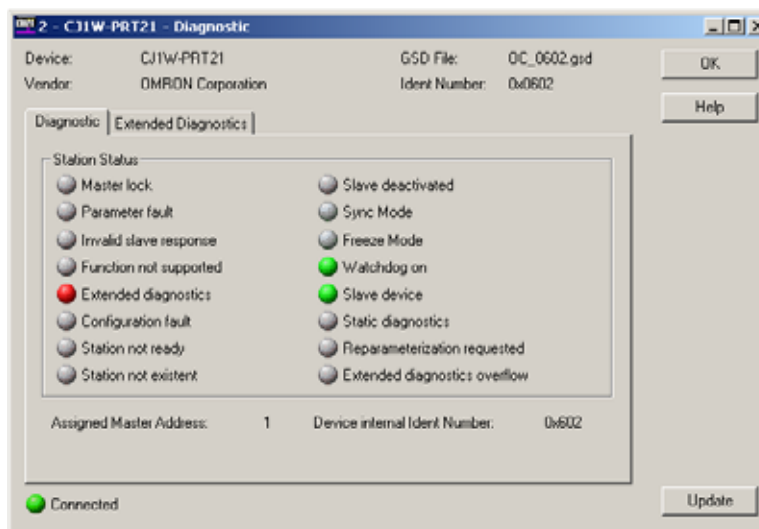 2 - CJ1W-PRT21 - Diagnostic
Device: CJ1W-PRT21 GSD File: OC_0602.gsd
Vendor: OMRON Corporation Ident Number: 0x0602
OK
Help
Diagnostic Extended Diagnostics
Station Status
Master lock Slave deactivated
Parameter fault Sync Mode
Invalid slave response Freeze Mode
Function not supported Watchdog on
Extended diagnostics Slave device
Configuration fault Static diagnostics
Station not ready Reparameterization requested
Station not existent Extended diagnostics overflow
Assigned Master Address: 1 Device internal Ident Number: 0x602
Connected
Update